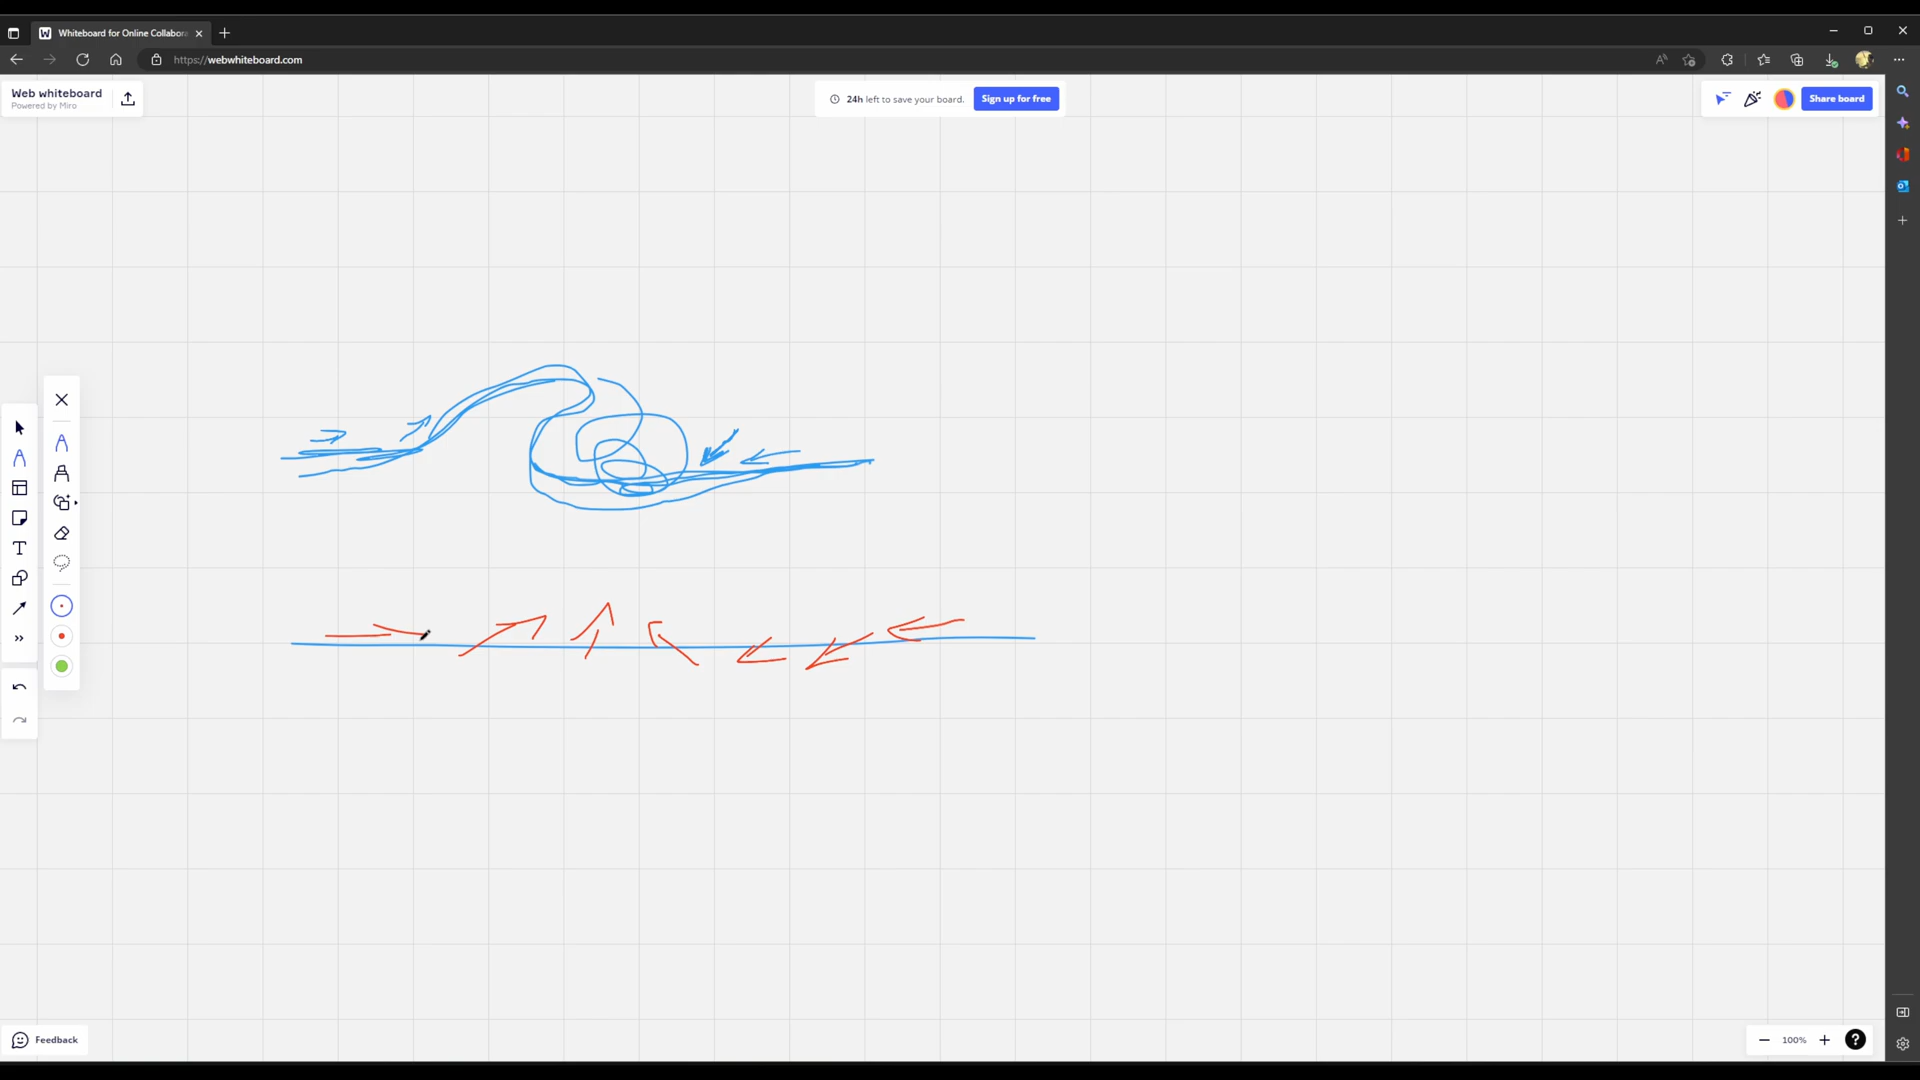 Whiteboard for Online Collabora
https://webwhiteboard.com
Web whiteboard
Powered by Miro
24h left to save your board.
Sign up for free
Share board
T
Feedback
100%